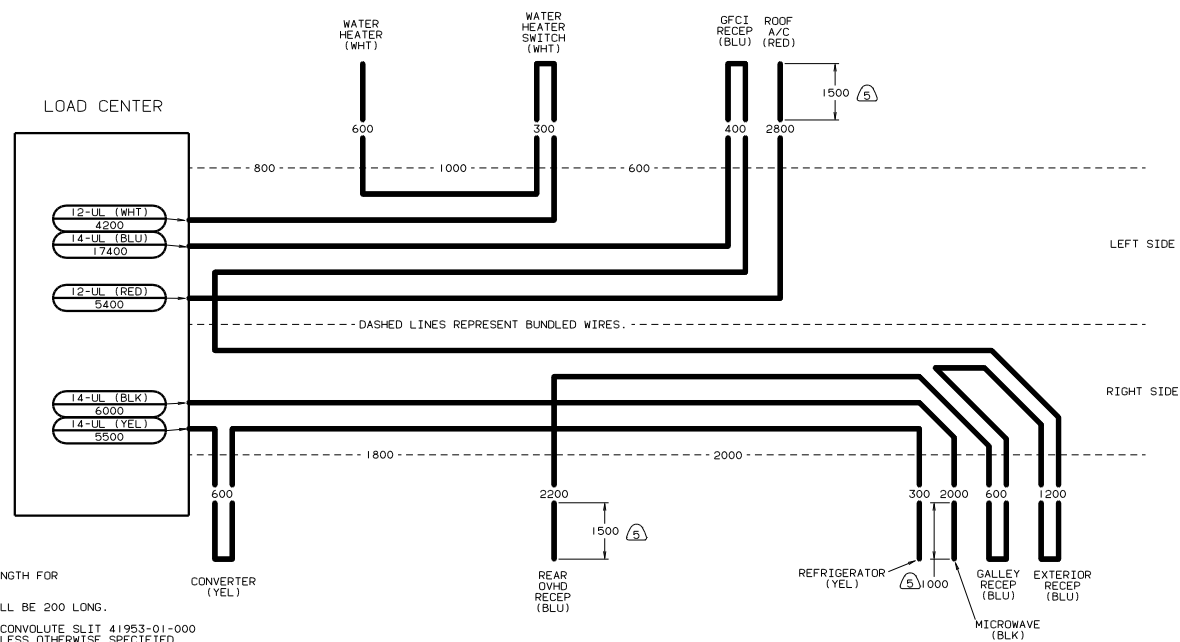 WATER
HEATER
(WHT)
WATER
HEATER
SWITCH
(WHT)
GFCI
RECEP
(BLU)
ROOF
A/C
(RED)
1500 5
LOAD CENTER
600
300
400
2800
800
1000
600
12-UL (WHT)
4200
14-UL (BLU)
17400
LEFT SIDE
12-UL (RED)
5400
DASHED LINES REPRESENT BUNDLED WIRES.
14-UL (BLK)
6000
RIGHT SIDE
14-UL (YEL)
5500
1800
2000
600
2200
300
2000
600
1200
1500 5
NGTH FOR
CONVERTER
(YEL)
REAR
OVHD
RECEP
(BLU)
REFRIGERATOR
(YEL)
5 1000
GALLEY
RECEP
(BLU)
EXTERIOR
RECEP
(BLU)
MICROWAVE
(BLK)
LL BE 200 LONG.
CONVOLUTE SLIT 41953-01-000
LESS OTHERWISE SPECIFIED